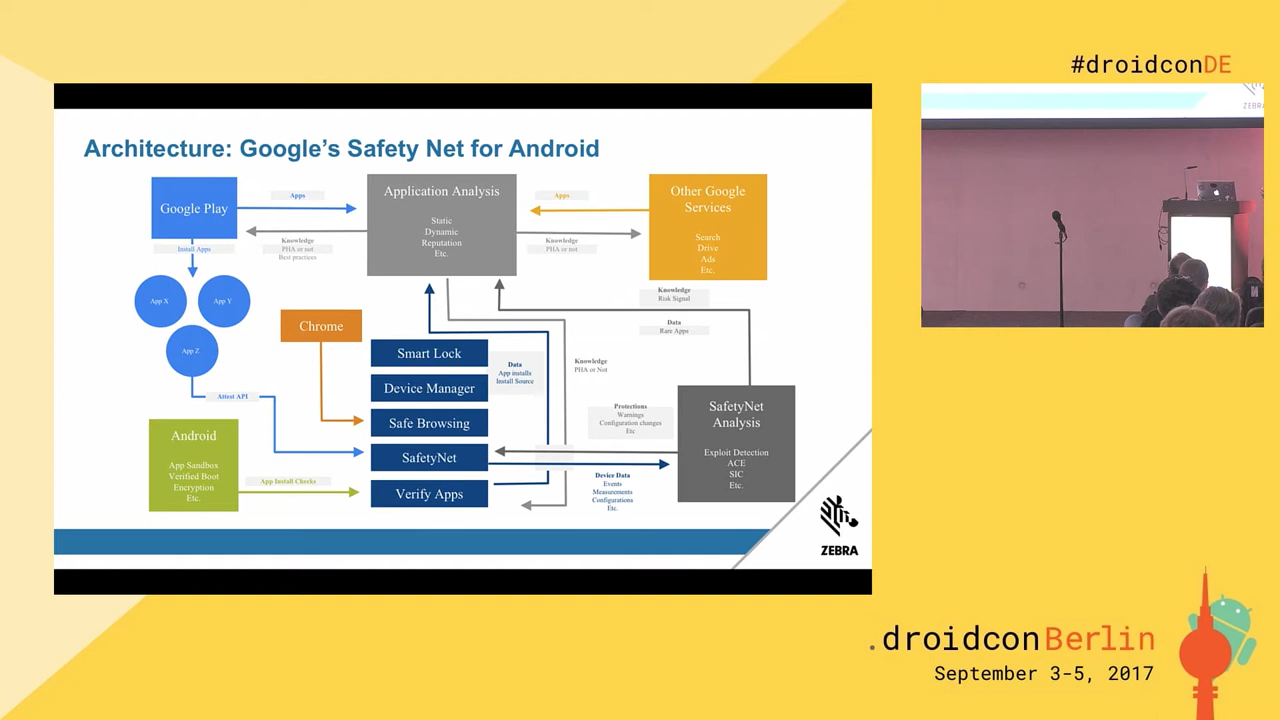 #droidconDE
Architecture: Google's Safety Net for Android
Google Play
Apps
Knowledge
PHA or not
Best practices
Application Analysis
Static
Dynamic
Reputation
Etc.
Apps
Knowledge
PHA or not
Other Google
Services
Search
Drive
Ads
Etc.
Install Apps
App X
App Y
App Z
Chrome
Knowledge
Risk Signal
Data
Rare Apps
Smart Lock
Device Manager
Safe Browsing
SafetyNet
Verify Apps
Data
App installs
Install Source
Knowledge
PHA or Not
Attest API
Protections
Warnings
Configuration changes
Etc
SafetyNet
Analysis
Exploit Detection
ACE
SIC
Etc.
Android
App Sandbox
Verified Boot
Encryption
Etc.
App Install Checks
Device Data
Events
Measurements
Configurations
Etc.
ZEBRA
ZEBRA
.droidconBerlin
September 3-5, 2017